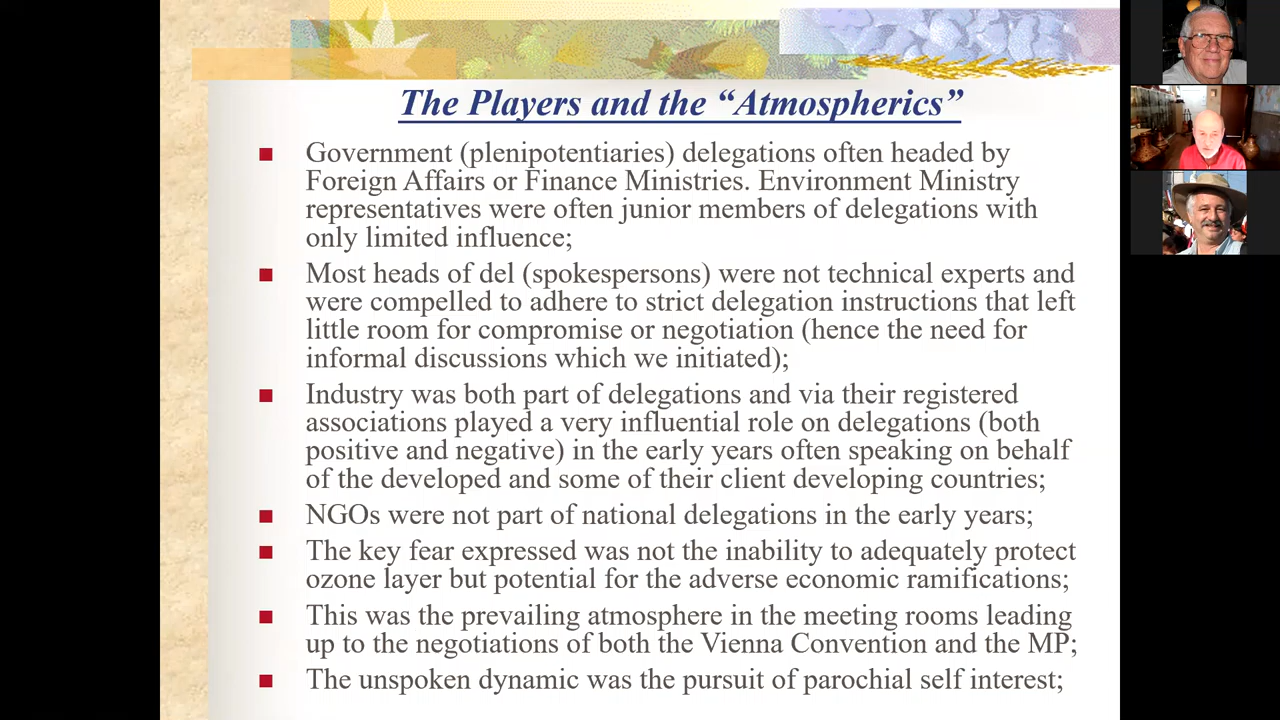 The Players and the “Atmospherics”
Government (plenipotentiaries) delegations often headed by
Foreign Affairs or Finance Ministries. Environment Ministry
representatives were often junior members of delegations with
only limited influence;
Most heads of del (spokespersons) were not technical experts and
were compelled to adhere to strict delegation instructions that left
little room for compromise or negotiation (hence the need for
informal discussions which we initiated);
Industry was both part of delegations and via their registered
associations played a very influential role on delegations (both
positive and negative) in the early years often speaking on behalf
of the developed and some of their client developing countries;
NGOs were not part of national delegations in the early years;
The key fear expressed was not the inability to adequately protect
ozone layer but potential for the adverse economic ramifications;
This was the prevailing atmosphere in the meeting rooms leading
up to the negotiations of both the Vienna Convention and the MP;
The unspoken dynamic was the pursuit of parochial self interest;